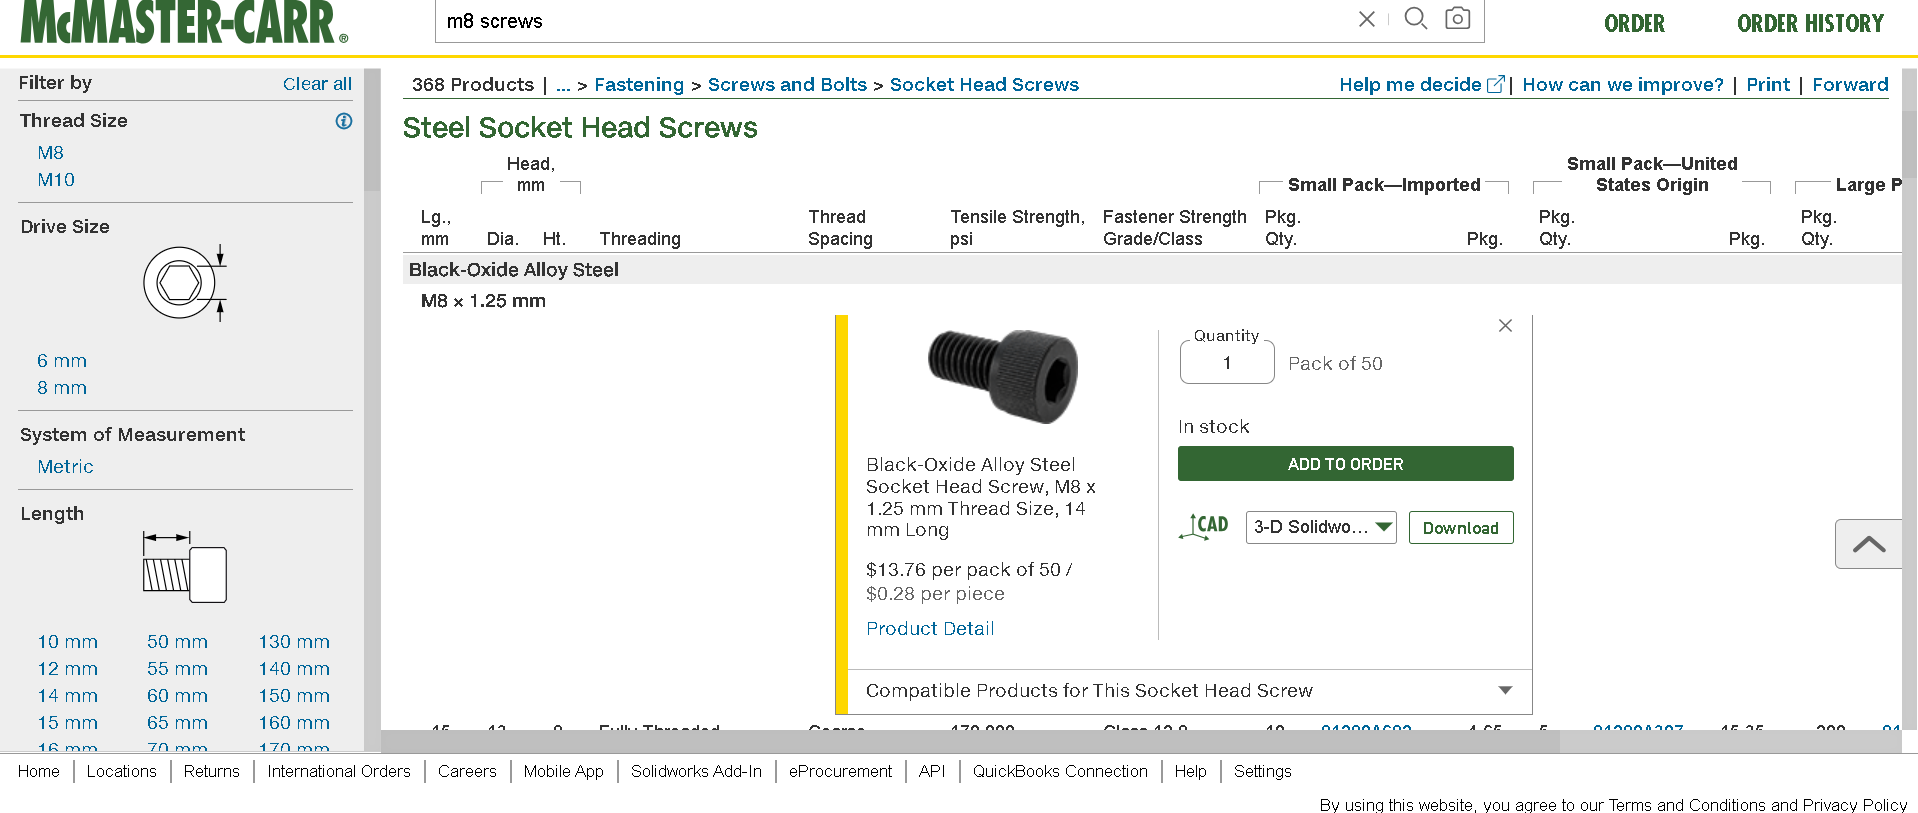 McMASTER-CARR®
m8 screws
ORDER
ORDER HISTORY
Filter by
Clear all
Thread Size
M8
M10
Drive Size
6 mm
8 mm
System of Measurement
Metric
Length
10 mm 50 mm 130 mm
12 mm 55 mm 140 mm
14 mm 60 mm 150 mm
15 mm 65 mm 160 mm
16 mm 70 mm 170 mm
368 Products | ... > Fastening > Screws and Bolts > Socket Head Screws
Help me decide | How can we improve? | Print | Forward
Steel Socket Head Screws
Head,
mm
Small Pack—Imported
Small Pack—United
States Origin
Large P
Lg.,
mm
Dia.
Ht.
Threading
Thread
Spacing
Tensile Strength,
psi
Fastener Strength
Grade/Class
Pkg.
Qty.
Pkg.
Pkg.
Qty.
Pkg.
Pkg.
Qty.
Black-Oxide Alloy Steel
M8 × 1.25 mm
Black-Oxide Alloy Steel
Socket Head Screw, M8 x
1.25 mm Thread Size, 14
mm Long
$13.76 per pack of 50 /
$0.28 per piece
Product Detail
Quantity
1
Pack of 50
In stock
ADD TO ORDER
CAD
3-D Solidwo...
Download
Compatible Products for This Socket Head Screw
Fully Threaded
Coarse
Home | Locations | Returns | International Orders | Careers | Mobile App | Solidworks Add-In | eProcurement | API | QuickBooks Connection | Help | Settings
By using this website, you agree to our Terms and Conditions and Privacy Policy